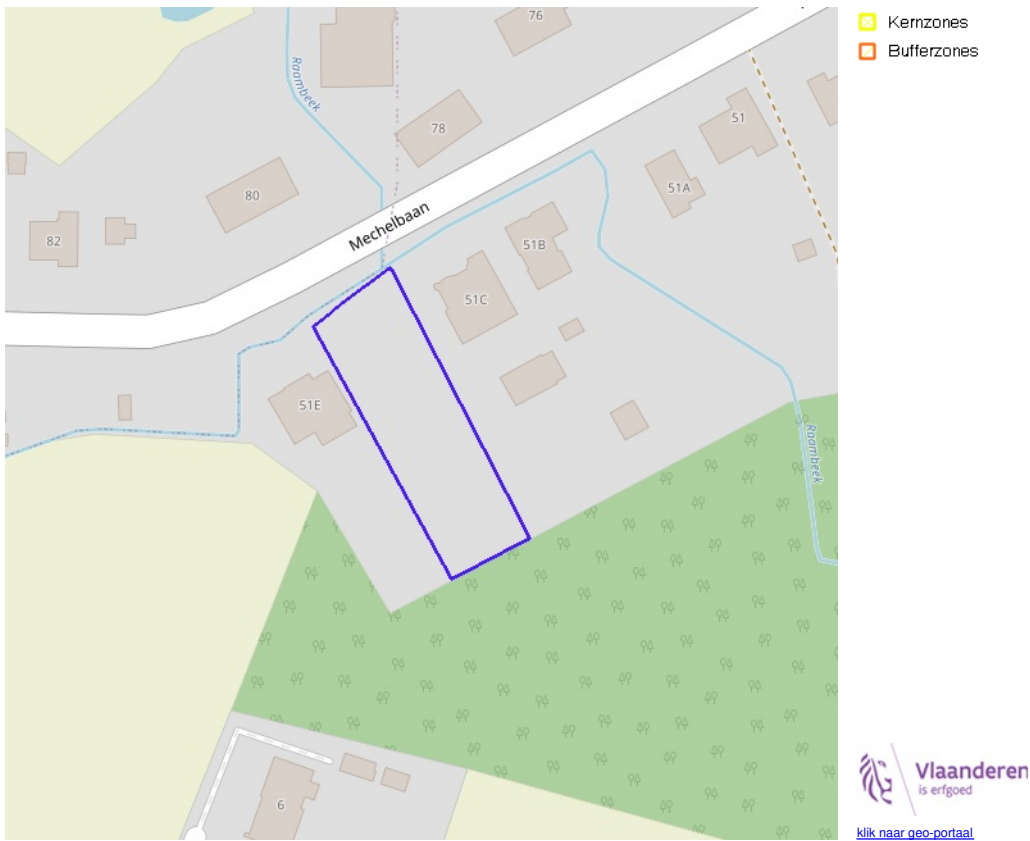 76
Kernzones
Bufferzones
Raambeek
78
51
80
51A
Mechelbaan
82
51B
51C
51E
Raambeek
6
Vlaanderen
is erfgoed
klik naar geo-portaal